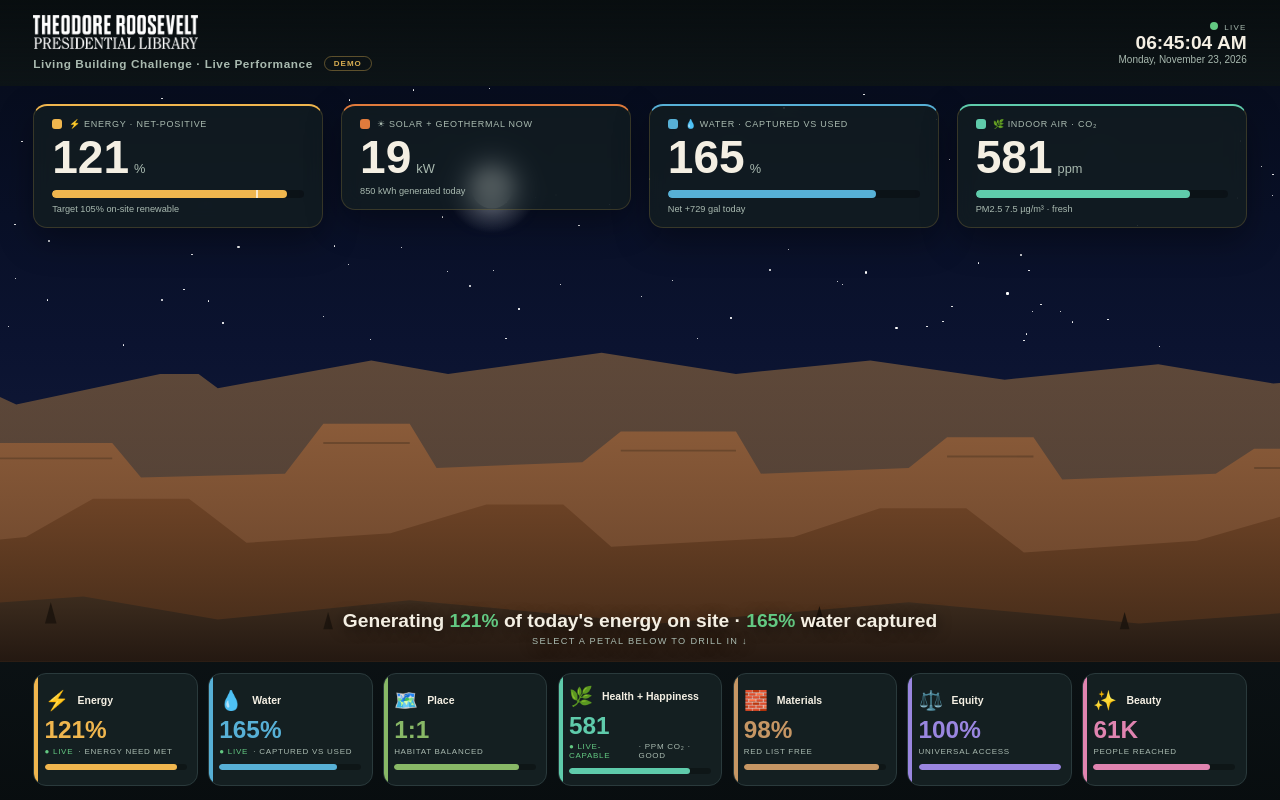 THEODORE ROOSEVELT
PRESIDENTIAL LIBRARY
Living Building Challenge · Live Performance DEMO
LIVE
06:45:04 AM
Monday, November 23, 2026
⚡ ENERGY · NET-POSITIVE
121 %
Target 105% on-site renewable
☀ SOLAR + GEOTHERMAL NOW
19 kW
850 kWh generated today
💧 WATER · CAPTURED VS USED
165 %
Net +729 gal today
🌿 INDOOR AIR · CO₂
581 ppm
PM2.5 7.5 µg/m³ · fresh
Generating 121% of today's energy on site · 165% water captured
SELECT A PETAL BELOW TO DRILL IN ↓
⚡ Energy
121%
● LIVE · ENERGY NEED MET
💧 Water
165%
● LIVE · CAPTURED VS USED
🗺️ Place
1:1
HABITAT BALANCED
🌿 Health + Happiness
581
● LIVE-CAPABLE · PPM CO₂ · GOOD
🧱 Materials
98%
RED LIST FREE
⚖️ Equity
100%
UNIVERSAL ACCESS
✨ Beauty
61K
PEOPLE REACHED